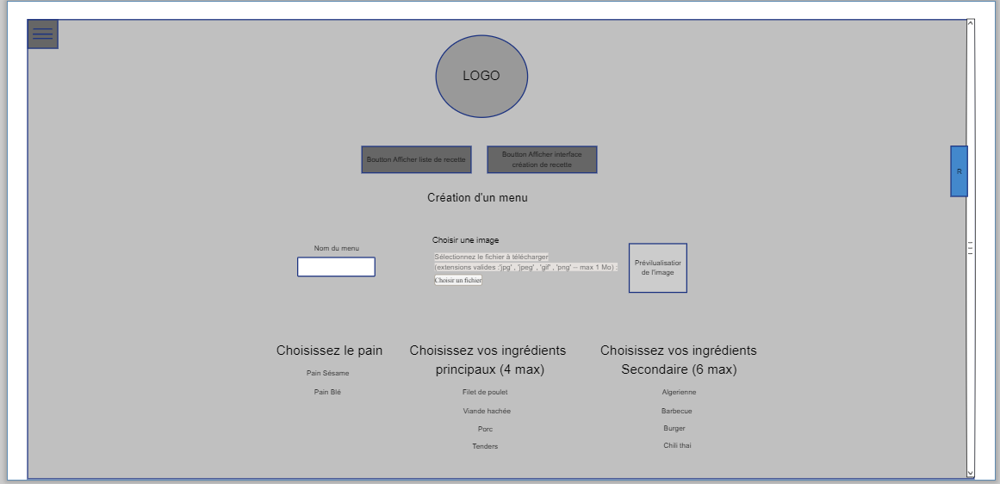 LOGO
Boutton Afficher liste de recette
Boutton Afficher interface
création de recette
R
Création d'un menu
Choisir une image
Nom du menu
Sélectionnez le fichier à télécharger
(extensions valides :'jpg' , 'jpeg' , 'gif' , 'png' -- max 1 Mo) :
Choisir un fichier
Prévilualisatior
de l'image
Choisissez le pain
Pain Sésame
Pain Blé
Choisissez vos ingrédients
principaux (4 max)
Filet de poulet
Viande hachée
Porc
Tenders
Choisissez vos ingrédients
Secondaire (6 max)
Algerienne
Barbecue
Burger
Chili thai